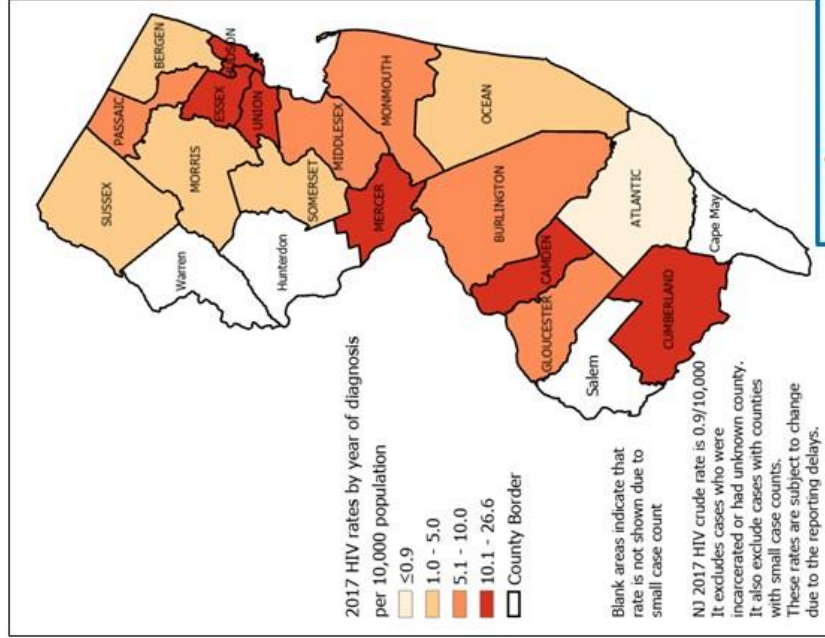 SUSSEX
PASSAIC
BERGEN
Warren
MORRIS
ESSEX
HUDSON
UNION
Hunterdon
SOMERSET
MIDDLESEX
MERCER
MONMOUTH
OCEAN
BURLINGTON
CAMDEN
GLOUCESTER
ATLANTIC
Salem
CUMBERLAND
Cape May
2017 HIV rates by year of diagnosis
per 10,000 population
≤0.9
1.0 - 5.0
5.1 - 10.0
10.1 - 26.6
County Border
Blank areas indicate that
rate is not shown due to
small case count
NJ 2017 HIV crude rate is 0.9/10,000
It excludes cases who were
incarcerated or had unknown county.
It also exclude cases with counties
with small case counts.
These rates are subject to change
due to the reporting delays.